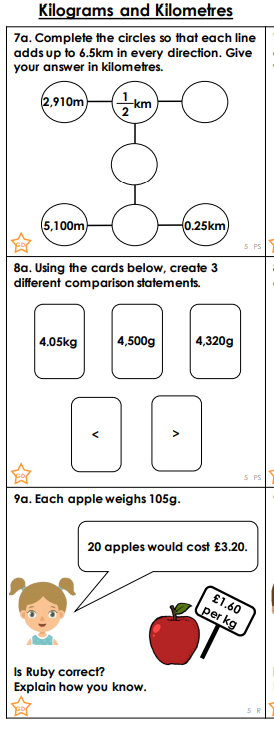 Kilograms and Kilometres
7a. Complete the circles so that each line
adds up to 6.5km in every direction. Give
your answer in kilometres.
2,910m
1
2
km
5,100m
0.25km
GD
5 PS
8a. Using the cards below, create 3
different comparison statements.
4.05kg
4,500g
4,320g
<
>
GD
5 PS
9a. Each apple weighs 105g.
20 apples would cost £3.20.
£1.60
per kg
Is Ruby correct?
Explain how you know.
GD
5 R